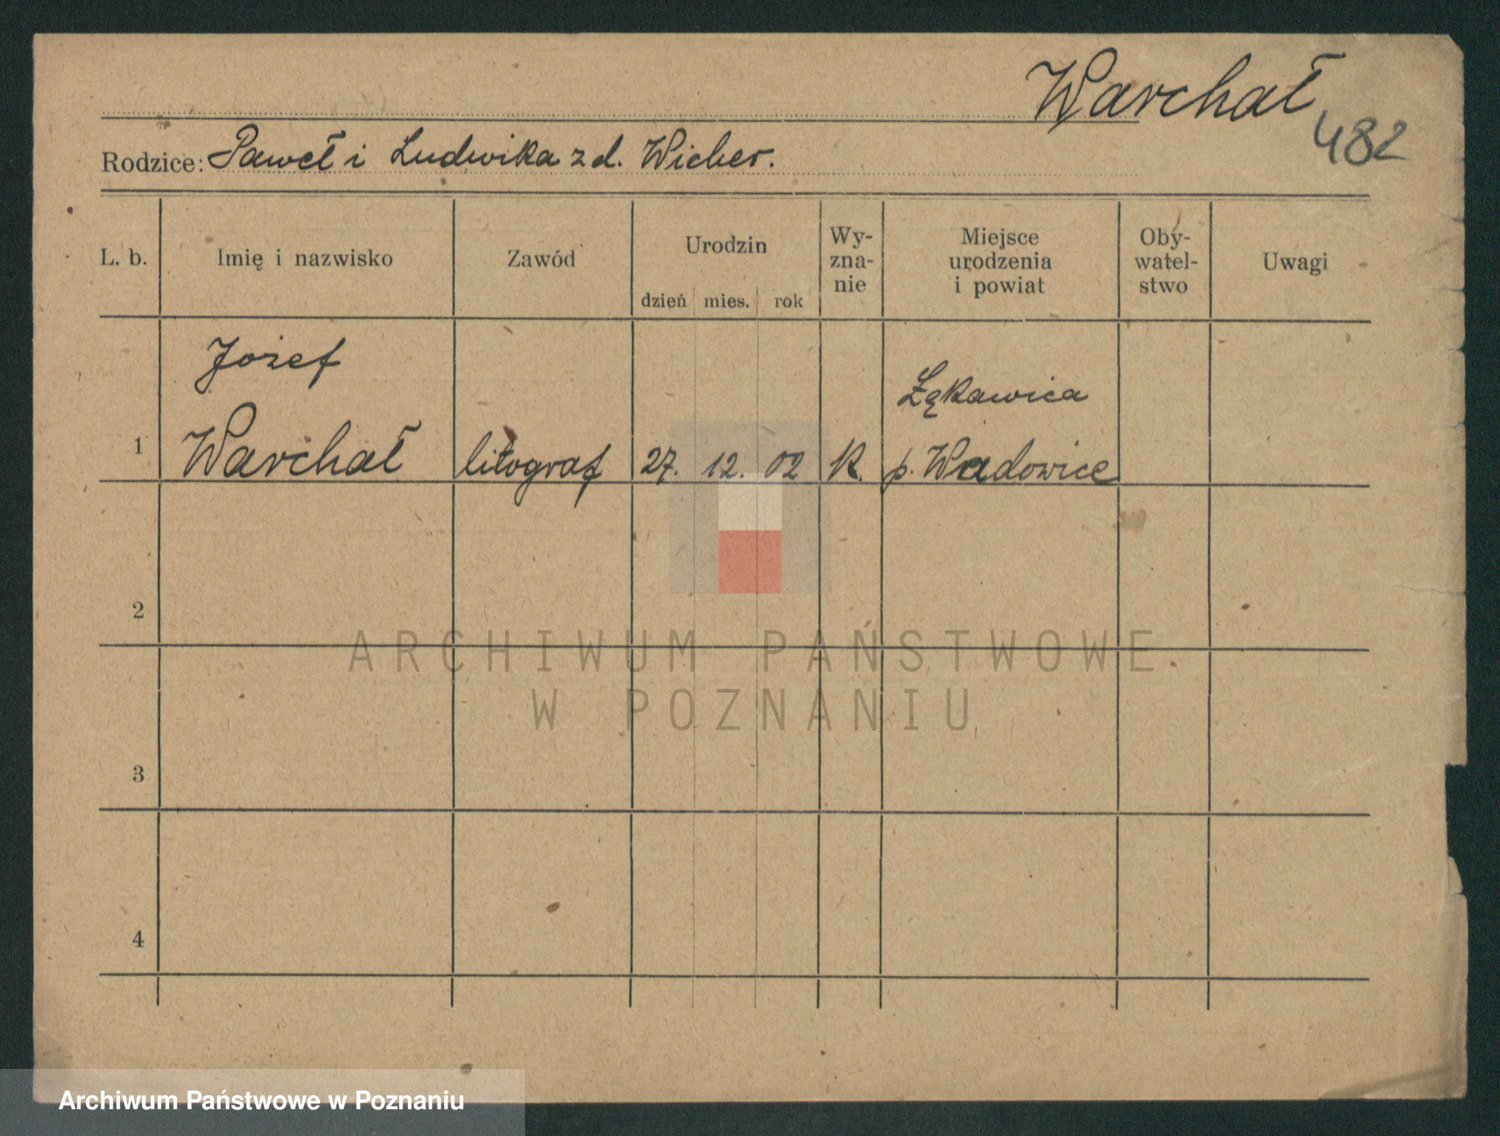 Warchał
482
Rodzice: Paweł i Ludwika z d. Wicher.
L. b.
Imię i nazwisko
Zawód
Urodzin
dzień mies. rok
Wy-
zna-
nie
Miejsce
urodzenia
i powiat
Oby-
watel-
stwo
Uwagi
1
Józef
Warchał
litograf
27. 12. 02
K.
Łękawica
p. Wadowice
2
3
4
ARCHIWUM PAŃSTWOWE
W POZNANIU
Archiwum Państwowe w Poznaniu